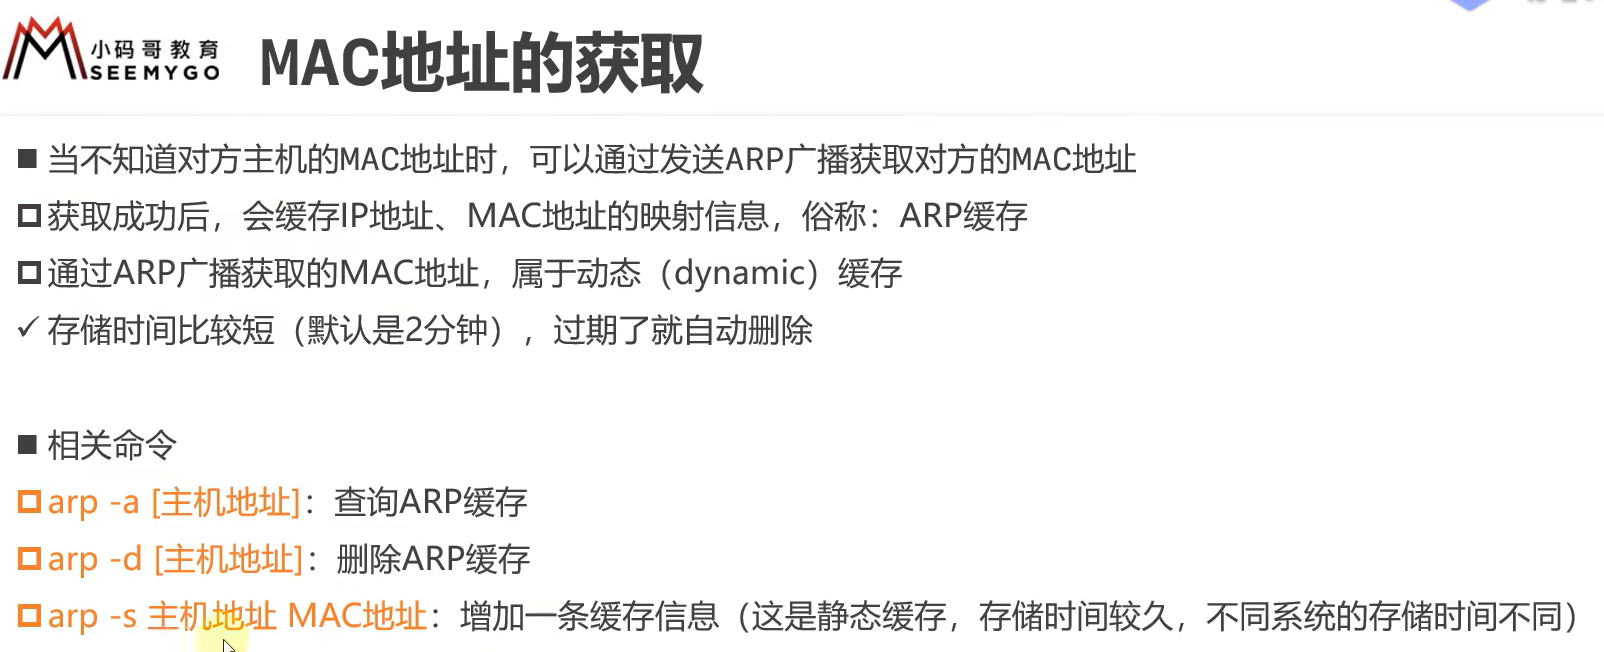 小码哥教育
SEEMYGO
MAC地址的获取
当不知道对方主机的MAC地址时，可以通过发送ARP广播获取对方的MAC地址
获取成功后，会缓存IP地址、MAC地址的映射信息，俗称：ARP缓存
通过ARP广播获取的MAC地址，属于动态（dynamic）缓存
存储时间比较短（默认是2分钟），过期了就自动删除
相关命令
arp -a [主机地址]：查询ARP缓存
arp -d [主机地址]：删除ARP缓存
arp -s 主机地址 MAC地址：增加一条缓存信息（这是静态缓存，存储时间较久，不同系统的存储时间不同）